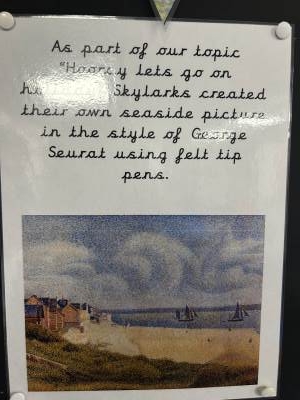 As part of our topic
"Hooray lets go on
Skylarks created
their own seaside picture
in the style of George
Seurat using felt tip
pens.